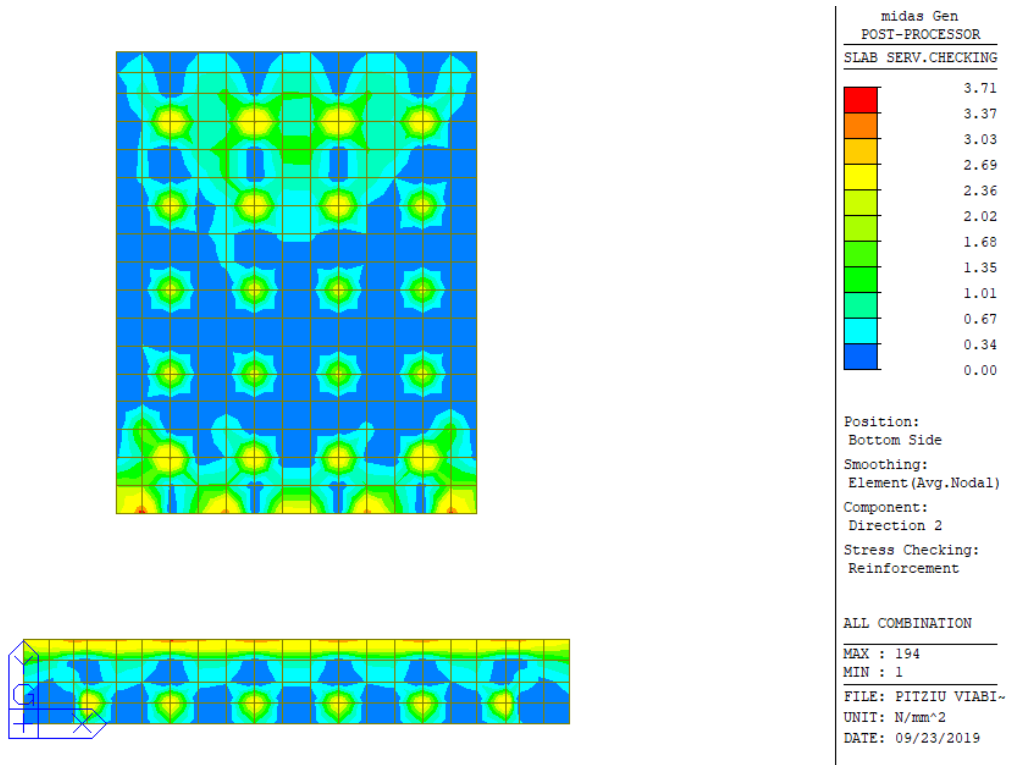 midas Gen
POST-PROCESSOR
SLAB SERV.CHECKING
3.71
3.37
3.03
2.69
2.36
2.02
1.68
1.35
1.01
0.67
0.34
0.00
Position:
Bottom Side
Smoothing:
Element(Avg.Nodal)
Component:
Direction 2
Stress Checking:
Reinforcement
ALL COMBINATION
MAX : 194
MIN : 1
FILE: PITZIU VIABI~
UNIT: N/mm^2
DATE: 09/23/2019
X
Y